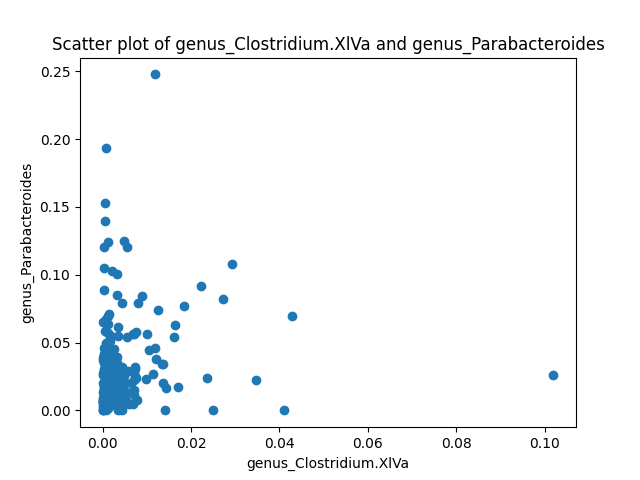 Scatter plot of genus_Clostridium.XlVa and genus_Parabacteroides
0.25
0.20
0.15
0.10
0.05
0.00
genus_Parabacteroides
0.00 0.02 0.04 0.06 0.08 0.10
genus_Clostridium.XlVa